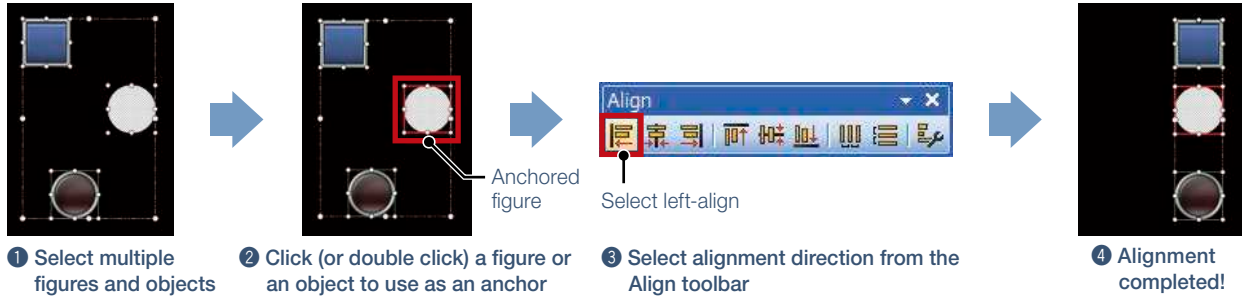 Align
Anchored
figure
Select left-align
❶ Select multiple
figures and objects
❷ Click (or double click) a figure or
an object to use as an anchor
❸ Select alignment direction from the
Align toolbar
❹ Alignment
completed!